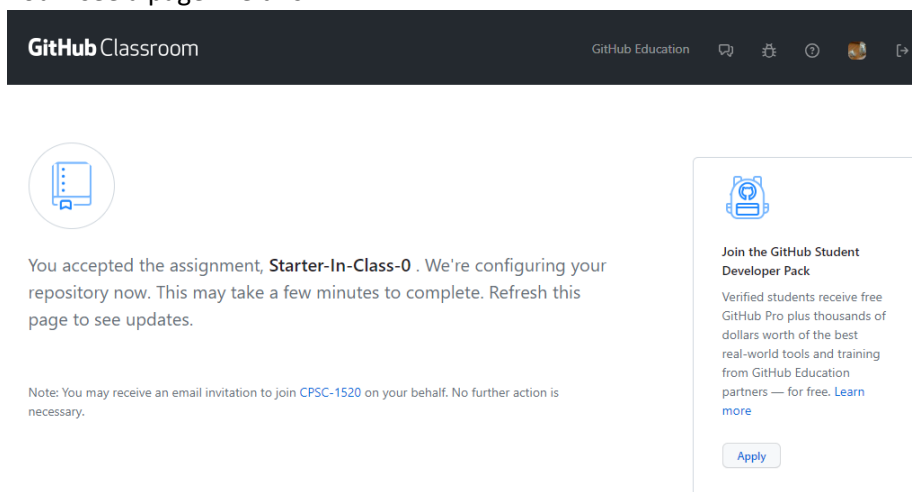 GitHub Classroom
GitHub Education
You accepted the assignment, Starter-In-Class-0 . We're configuring your
repository now. This may take a few minutes to complete. Refresh this
page to see updates.
Note: You may receive an email invitation to join CPSC-1520 on your behalf. No further action is
necessary.
Join the GitHub Student
Developer Pack
Verified students receive free
GitHub Pro plus thousands of
dollars worth of the best
real-world tools and training
from GitHub Education
partners — for free. Learn
more
Apply